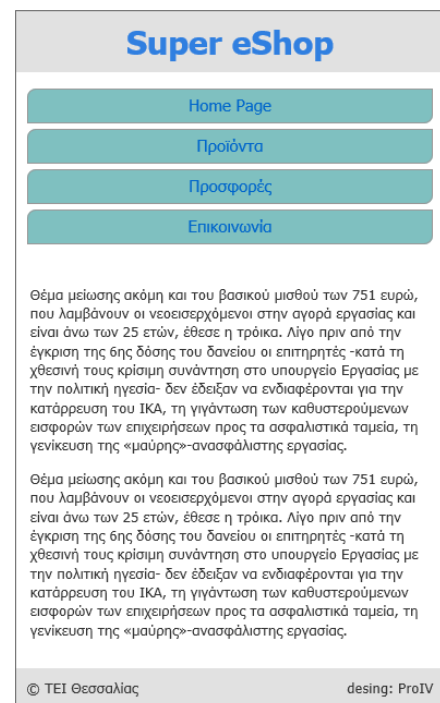 Super eShop
Home Page
Προϊόντα
Προσφορές
Επικοινωνία
Θέμα μείωσης ακόμη και του βασικού μισθού των 751 ευρώ,
που λαμβάνουν οι νεοεισερχόμενοι στην αγορά εργασίας και
είναι άνω των 25 ετών, έθεσε η τρόικα. Λίγο πριν από την
έγκριση της 6ης δόσης του δανείου οι επιτηρητές -κατά τη
χθεσινή τους κρίσιμη συνάντηση στο υπουργείο Εργασίας με
την πολιτική ηγεσία- δεν έδειξαν να ενδιαφέρονται για την
κατάρρευση του ΙΚΑ, τη γιγάντωση των καθυστερούμενων
εισφορών των επιχειρήσεων προς τα ασφαλιστικά ταμεία, τη
γενίκευση της «μαύρης»-ανασφάλιστης εργασίας.
Θέμα μείωσης ακόμη και του βασικού μισθού των 751 ευρώ,
που λαμβάνουν οι νεοεισερχόμενοι στην αγορά εργασίας και
είναι άνω των 25 ετών, έθεσε η τρόικα. Λίγο πριν από την
έγκριση της 6ης δόσης του δανείου οι επιτηρητές -κατά τη
χθεσινή τους κρίσιμη συνάντηση στο υπουργείο Εργασίας με
την πολιτική ηγεσία- δεν έδειξαν να ενδιαφέρονται για την
κατάρρευση του ΙΚΑ, τη γιγάντωση των καθυστερούμενων
εισφορών των επιχειρήσεων προς τα ασφαλιστικά ταμεία, τη
γενίκευση της «μαύρης»-ανασφάλιστης εργασίας.
© ΤΕΙ Θεσσαλίας desing: ProIV